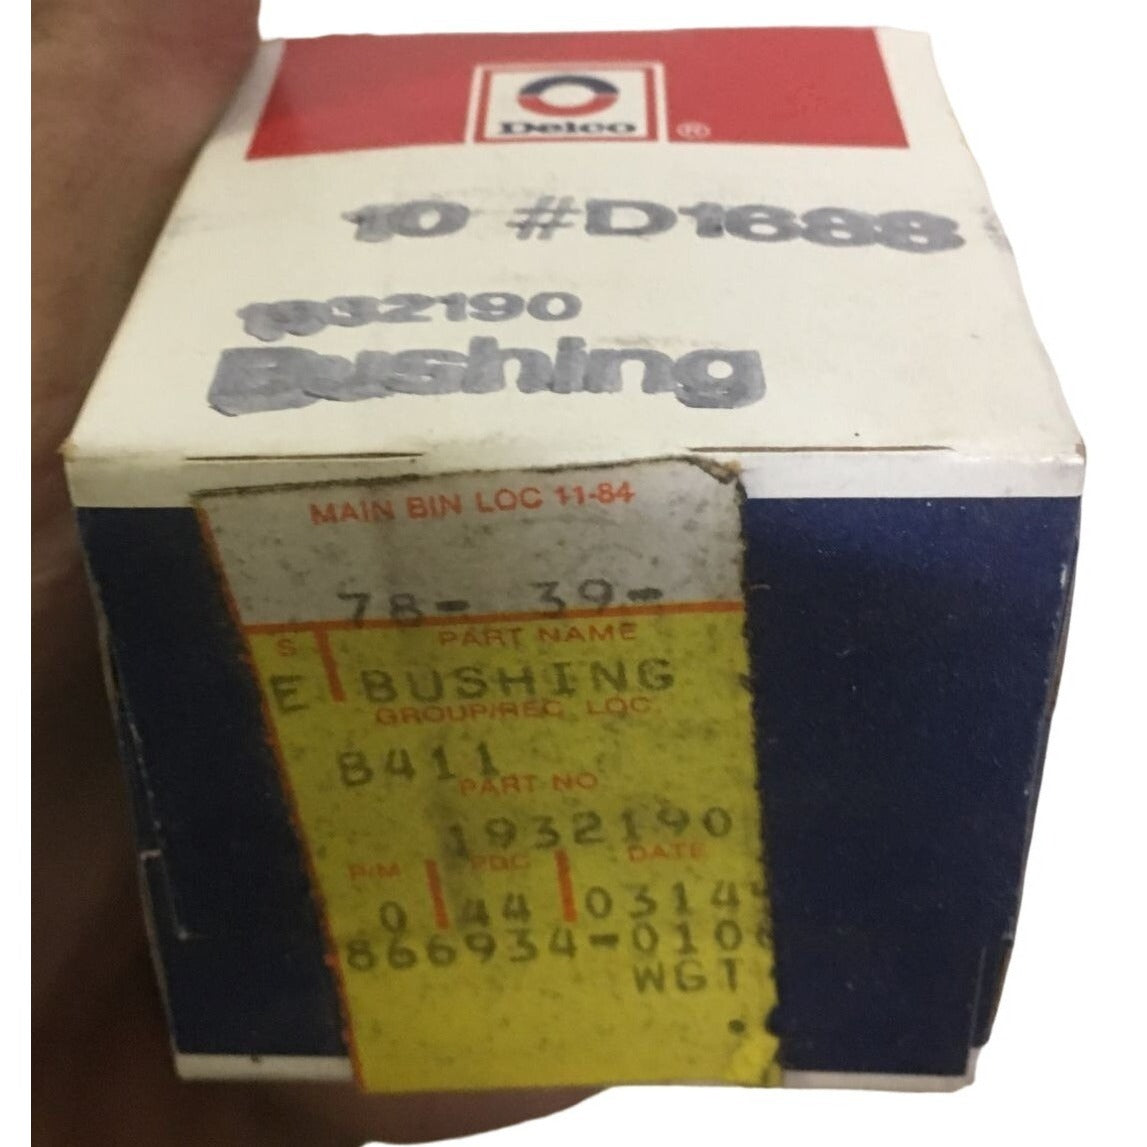 Delco ®
10 #D1688
1932190
Bushing
MAIN BIN LOC 11-84
78- 39-
S PART NAME
E BUSHING
GROUP/REC. LOC.
8411
PART NO
1932190
P/M PDC DATE
0 44 0314
866934-010
WGT